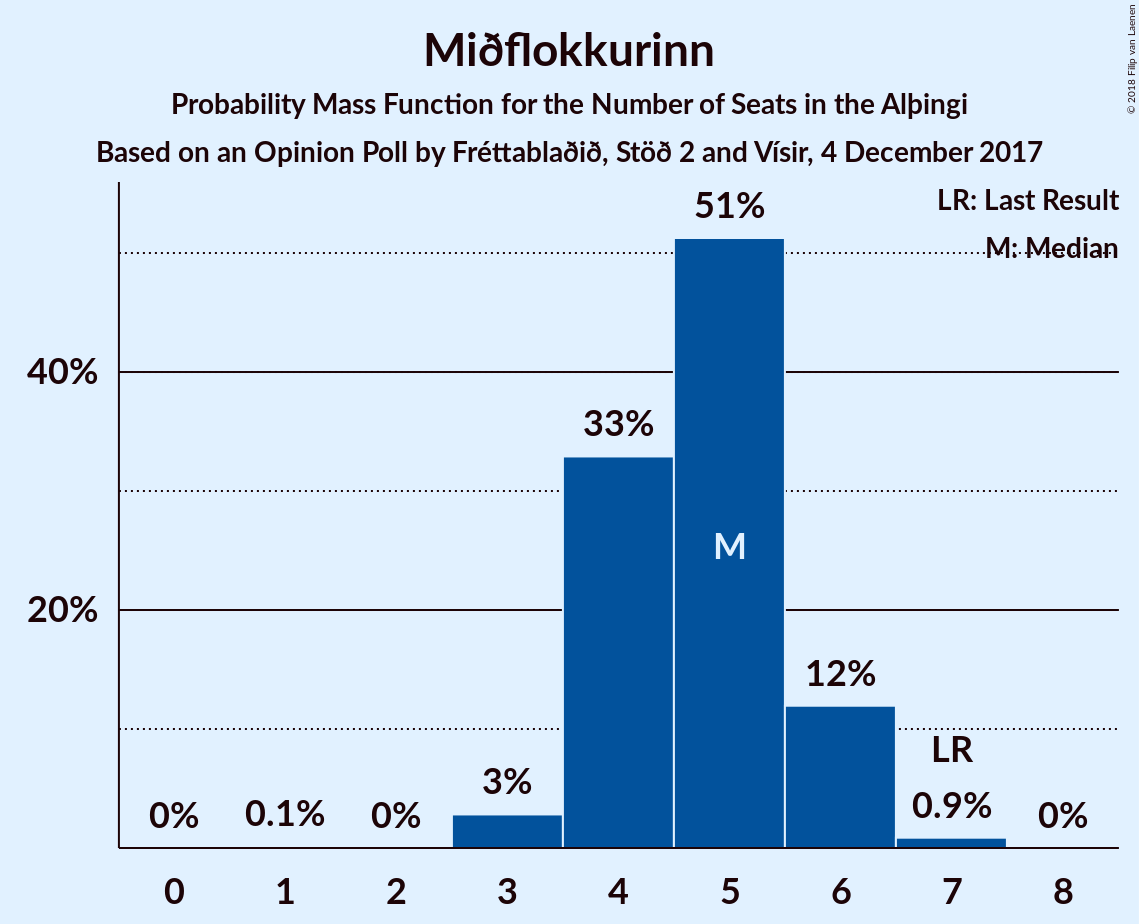 Miðflokkurinn
Probability Mass Function for the Number of Seats in the Alþingi
Based on an Opinion Poll by Fréttablaðið, Stöð 2 and Vísir, 4 December 2017
© 2018 Filip van Laenen
LR: Last Result
M: Median
51%
40%
33%
M
20%
12%
LR
3%
0.9%
0% 0.1% 0% 0%
0 1 2 3 4 5 6 7 8